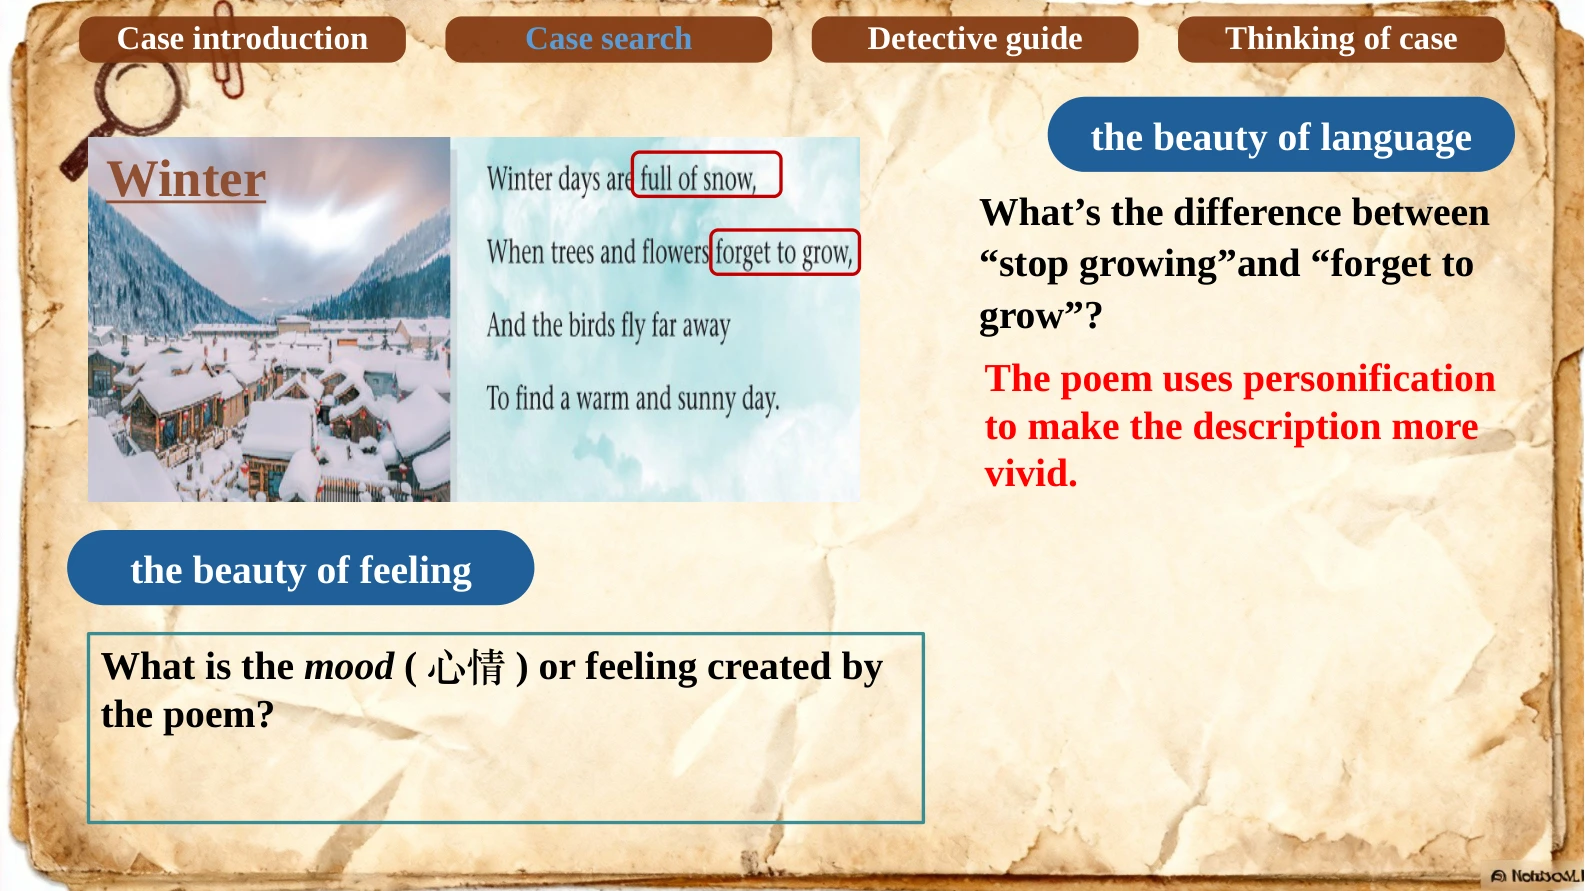 Case introduction
Case search
Detective guide
Thinking of case
the beauty of language
Winter
Winter days are full of snow,
When trees and flowers forget to grow,
And the birds fly far away
To find a warm and sunny day.
What’s the difference between
“stop growing”and “forget to
grow”?
The poem uses personification
to make the description more
vivid.
the beauty of feeling
What is the mood ( 心情 ) or feeling created by
the poem?